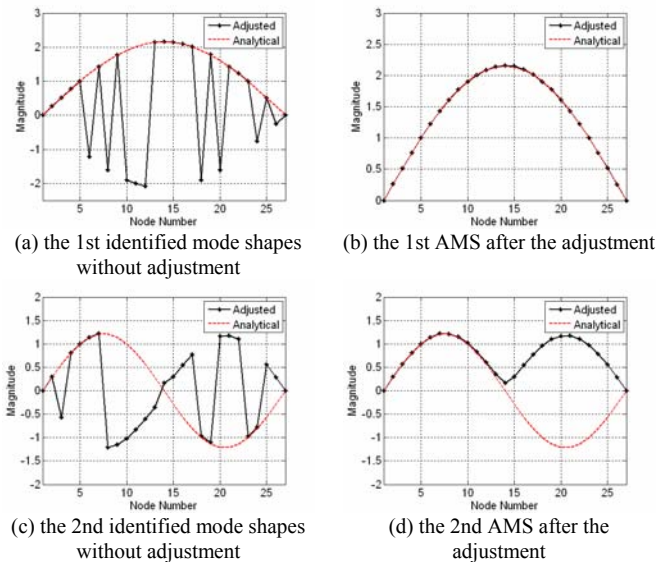 3
2
1
0
-1
-2
Magnitude
5 10 15 20 25
Node Number
Adjusted
Analytical
(a) the 1st identified mode shapes
without adjustment
3
2.5
2
1.5
1
0.5
0
Magnitude
5 10 15 20 25
Node Number
Adjusted
Analytical
(b) the 1st AMS after the adjustment
2
1.5
1
0.5
0
-0.5
-1
-1.5
-2
Magnitude
5 10 15 20 25
Node Number
Adjusted
Analytical
(c) the 2nd identified mode shapes
without adjustment
2
1.5
1
0.5
0
-0.5
-1
-1.5
-2
Magnitude
5 10 15 20 25
Node Number
Adjusted
Analytical
(d) the 2nd AMS after the
adjustment